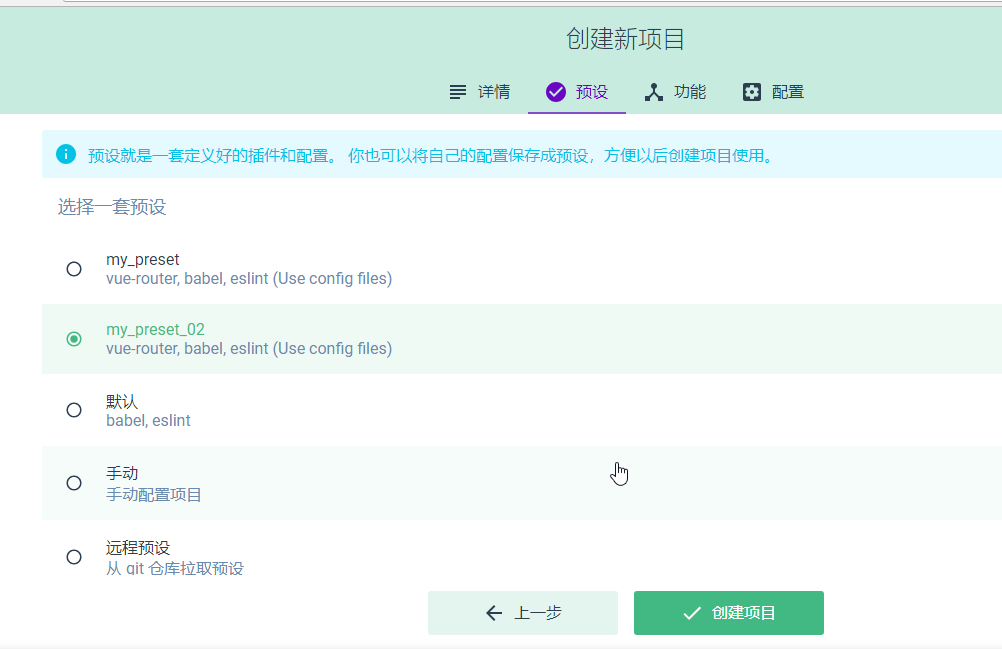 创建新项目
详情 预设 功能 配置
预设就是一套定义好的插件和配置。 你也可以将自己的配置保存成预设，方便以后创建项目使用。
选择一套预设
my_preset
vue-router, babel, eslint (Use config files)
my_preset_02
vue-router, babel, eslint (Use config files)
默认
babel, eslint
手动
手动配置项目
远程预设
从 git 仓库拉取预设
上一步 创建项目